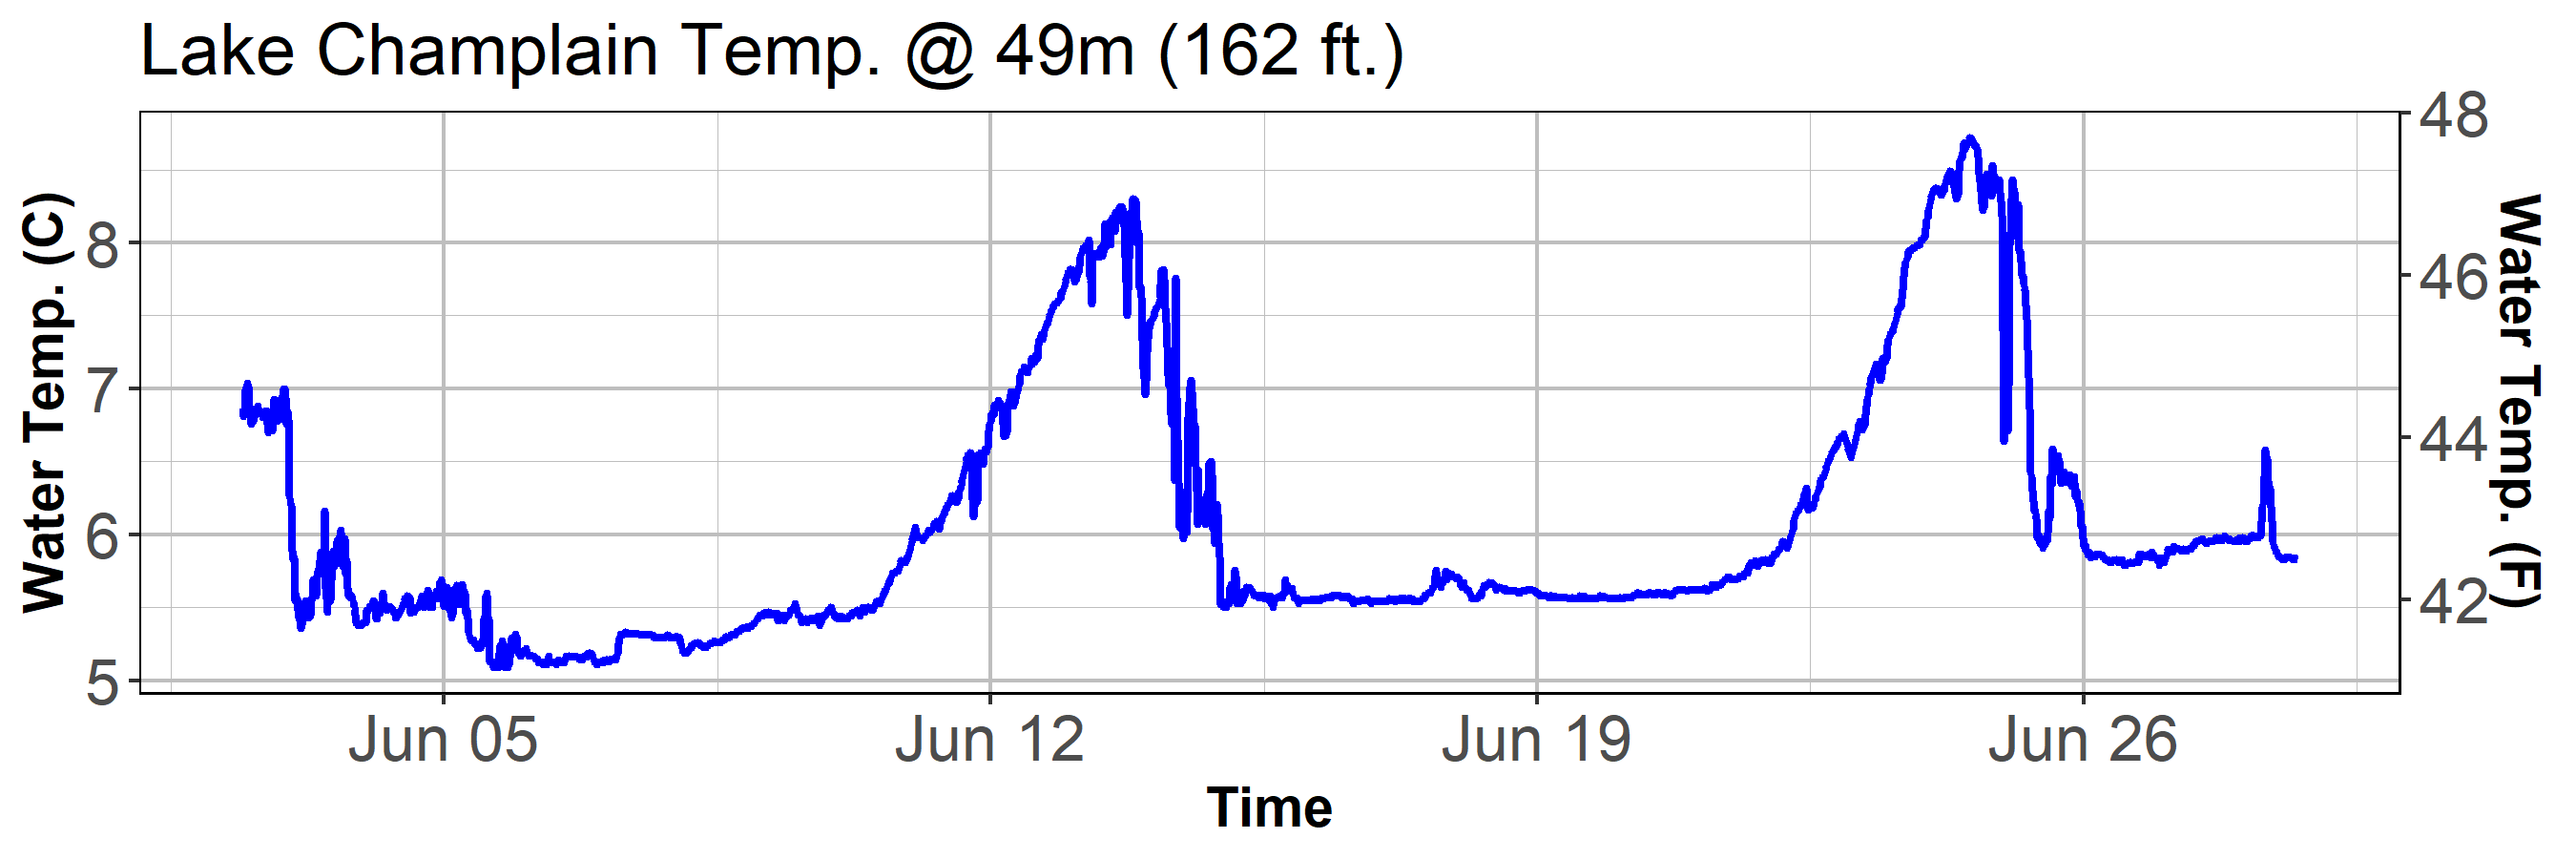 Lake Champlain Temp. @ 49m (162 ft.)
Water Temp. (C)
8
7
6
5
48
46
44
42
Water Temp. (F)
Jun 05 Jun 12 Jun 19 Jun 26
Time